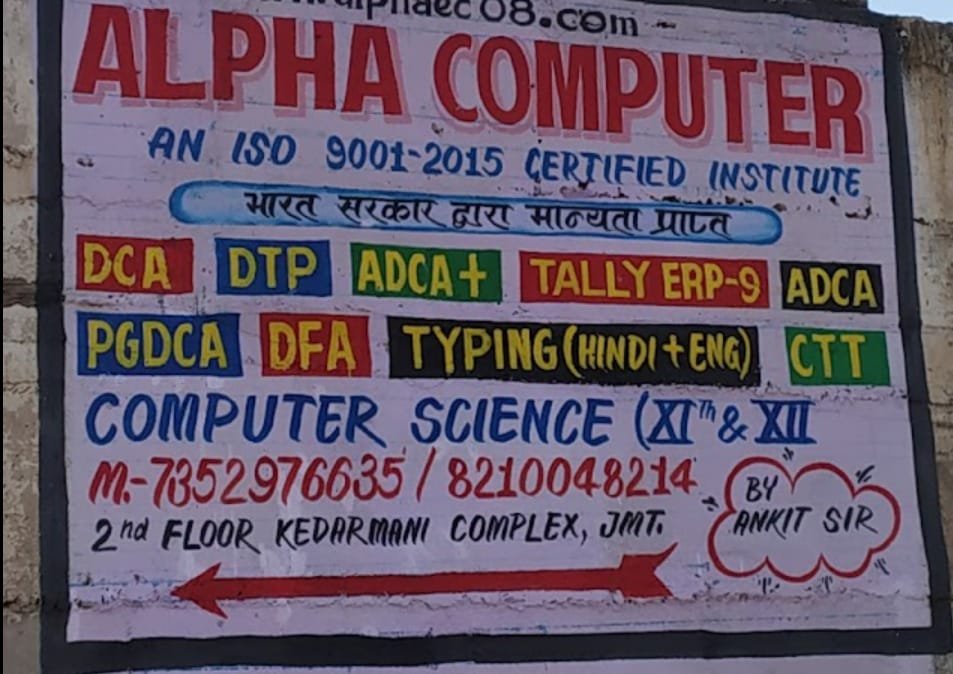 alphaec08.com
ALPHA COMPUTER
AN ISO 9001-2015 CERTIFIED INSTITUTE
भारत सरकार द्वारा मान्यता प्राप्त
DCA DTP ADCA+ TALLY ERP-9 ADCA
PGDCA DFA TYPING (HINDI + ENG) CTT
COMPUTER SCIENCE (XIth & XII
M.-7352976635 / 8210048214
2nd FLOOR KEDARMANI COMPLEX, JMT.
BY
ANKIT SIR